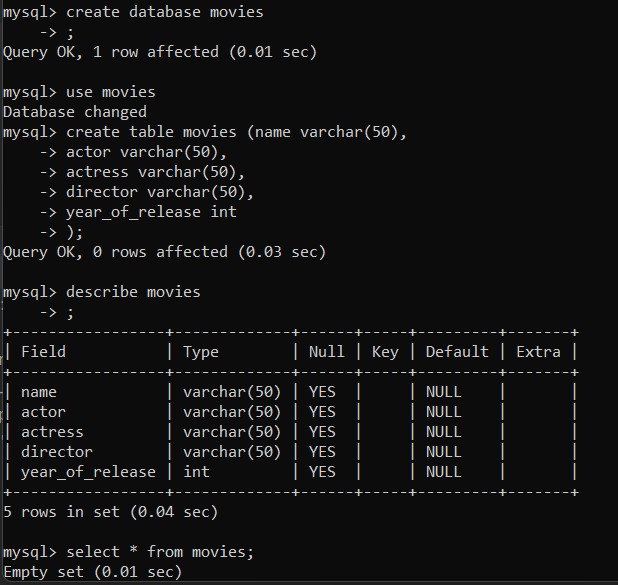 mysql> create database movies
    -> ;
Query OK, 1 row affected (0.01 sec)

mysql> use movies
Database changed
mysql> create table movies (name varchar(50),
    -> actor varchar(50),
    -> actress varchar(50),
    -> director varchar(50),
    -> year_of_release int
    -> );
Query OK, 0 rows affected (0.03 sec)

mysql> describe movies
    -> ;
+-----------------+-------------+------+-----+---------+-------+
| Field           | Type        | Null | Key | Default | Extra |
+-----------------+-------------+------+-----+---------+-------+
| name            | varchar(50) | YES  |     | NULL    |       |
| actor           | varchar(50) | YES  |     | NULL    |       |
| actress         | varchar(50) | YES  |     | NULL    |       |
| director        | varchar(50) | YES  |     | NULL    |       |
| year_of_release | int         | YES  |     | NULL    |       |
+-----------------+-------------+------+-----+---------+-------+
5 rows in set (0.04 sec)

mysql> select * from movies;
Empty set (0.01 sec)